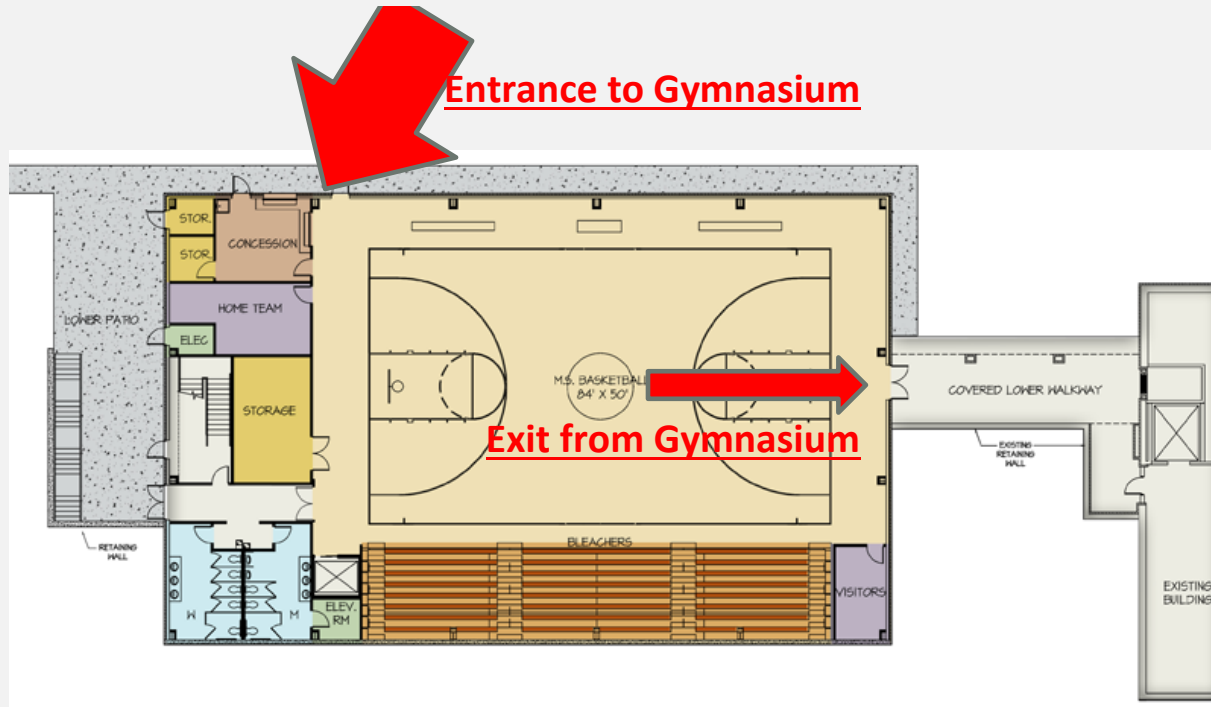 Entrance to Gymnasium
STOR.
CONCESSION
STOR.
HOME TEAM
LOWER PATIO
ELEC
M.S. BASKETBALL
84' X 50'
COVERED LOWER WALKWAY
STORAGE
Exit from Gymnasium
EXISTING
RETAINING
WALL
RETAINING
WALL
BLEACHERS
W
M
ELEV.
RM
VISITORS
EXISTING
BUILDING